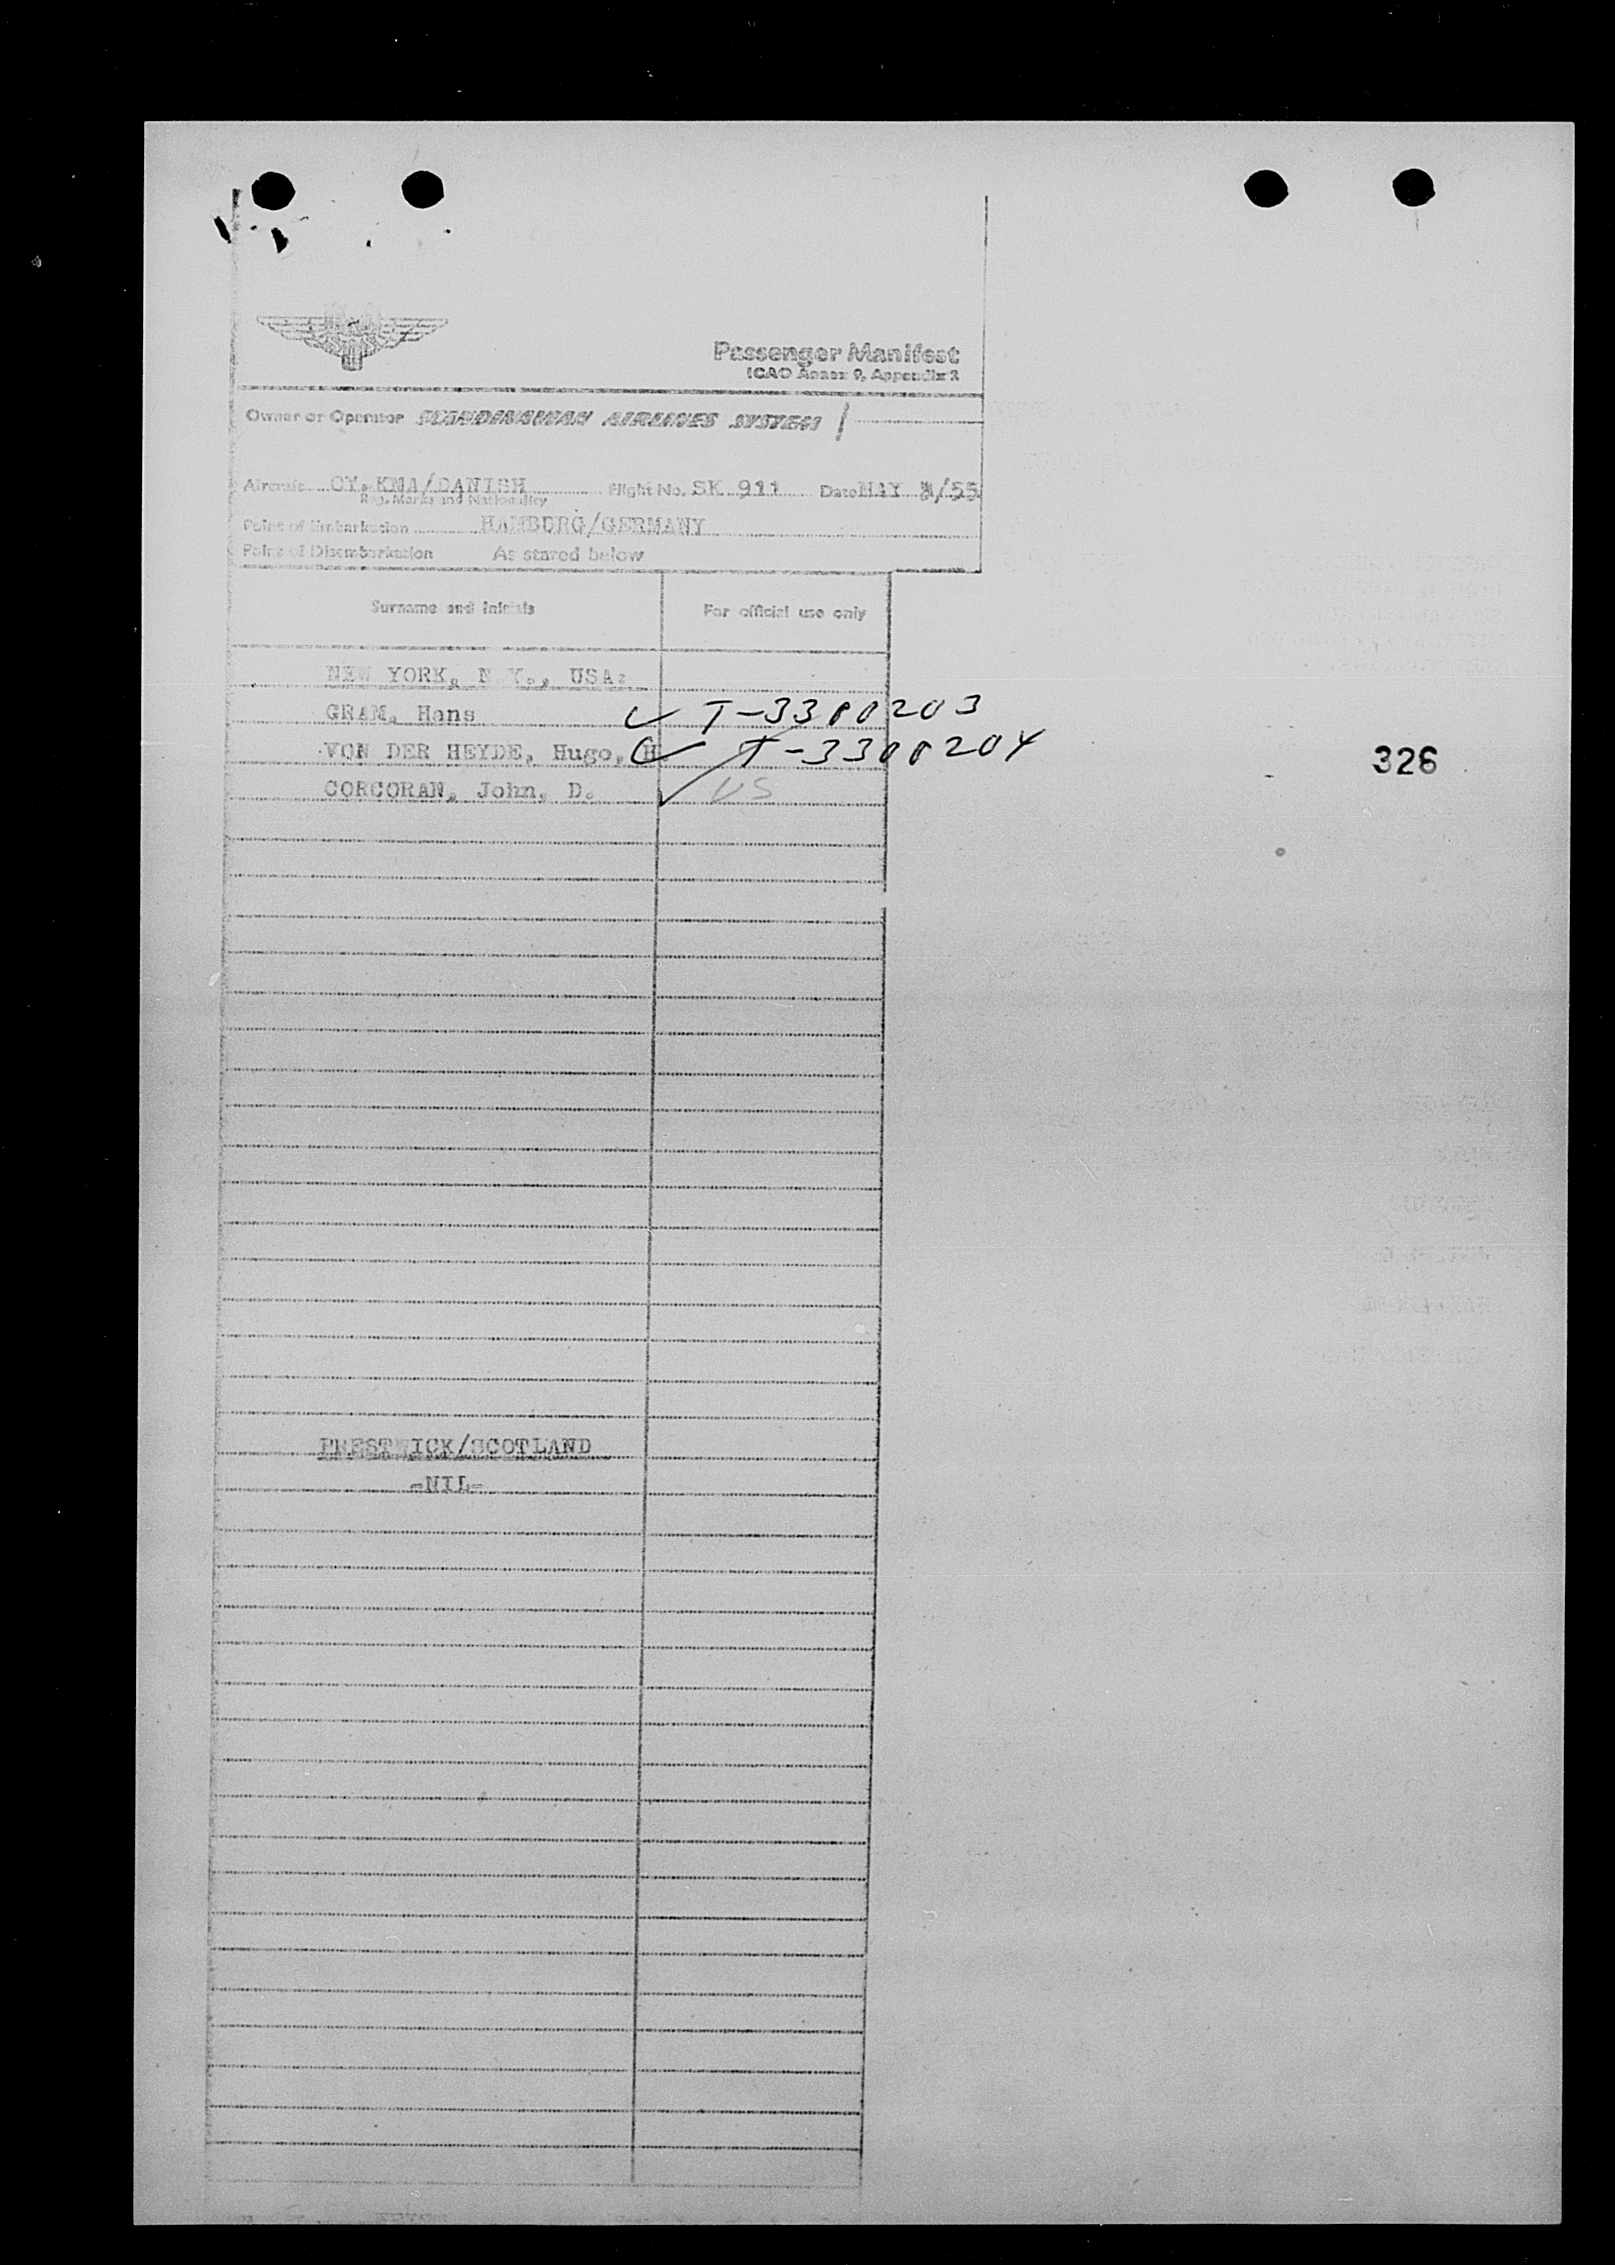 Passenger Manifest
ICAO Annex 9, Appendix 3
Owner or Operator SCANDINAVIAN AIRLINES SYSTEM
Aircraft OY-KMA/DANISH Flight No. SK 911 Date MAY /55
Reg. Marks and Nationality
Point of Embarkation HAMBURG/GERMANY
Point of Disembarkation As stated below
Surname and Initials For official use only
NEW YORK, N.Y., USA:
GRAM, Hans T-3300203
VON DER HEYDE, Hugo, H T-3300204
326
CORCORAN, John, D. US
PRESTWICK/SCOTLAND
-NIL-